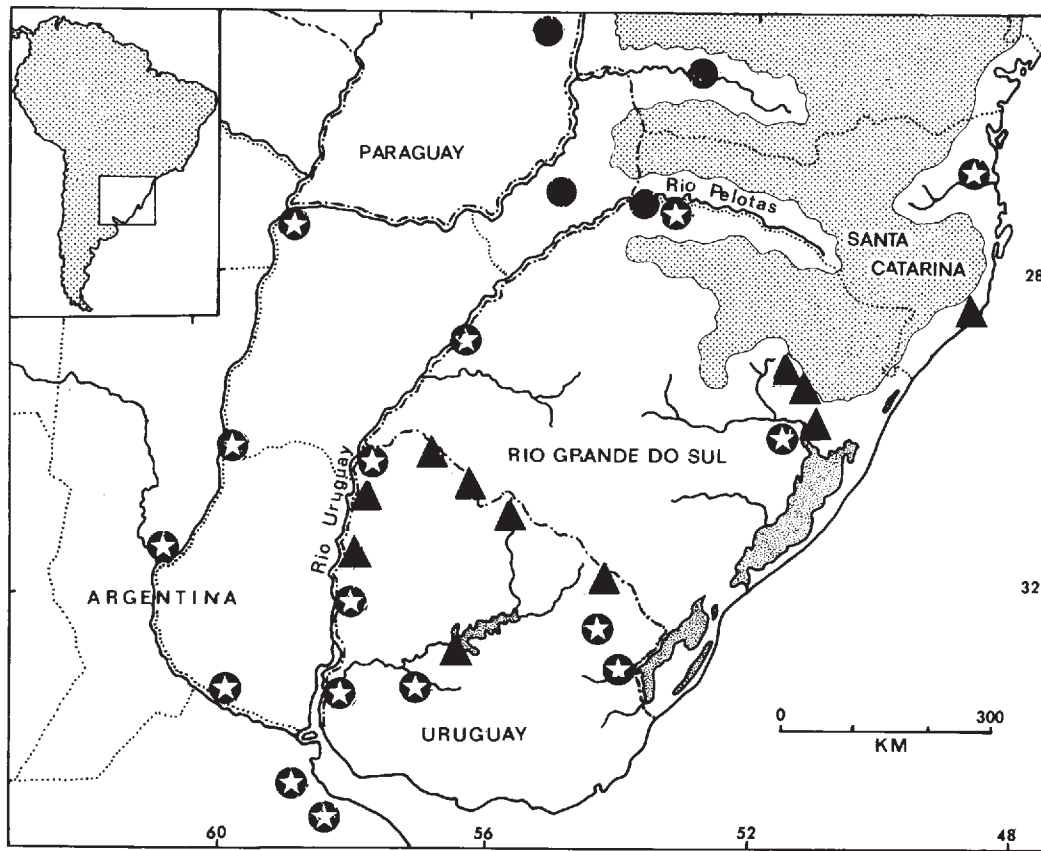 PARAGUAY
Rio Pelotas
SANTA
CATARINA
28
RIO GRANDE DO SUL
Rio Uruguay
ARGENTINA
32
URUGUAY
0 300
KM
60 56 52 48